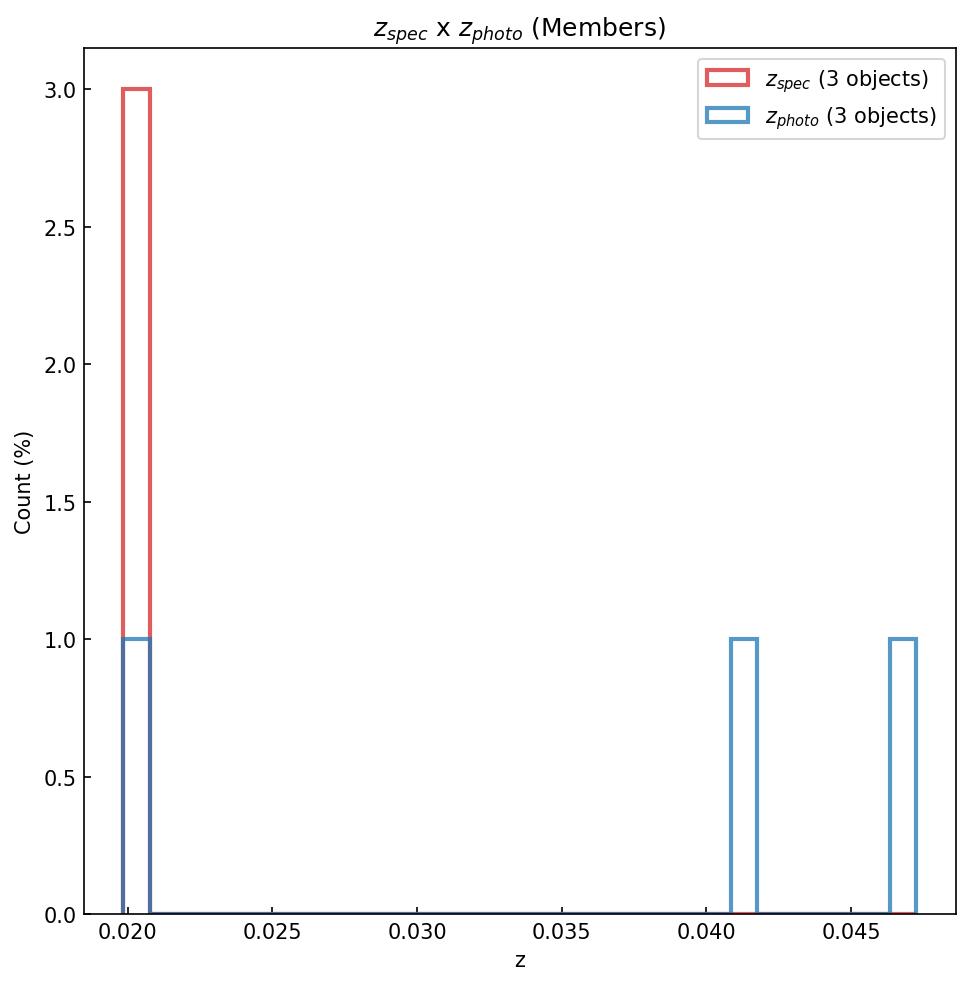 z_spec x z_photo (Members)
z_spec (3 objects)
z_photo (3 objects)
3.0
2.5
2.0
1.5
1.0
0.5
0.0
Count (%)
0.020 0.025 0.030 0.035 0.040 0.045
z